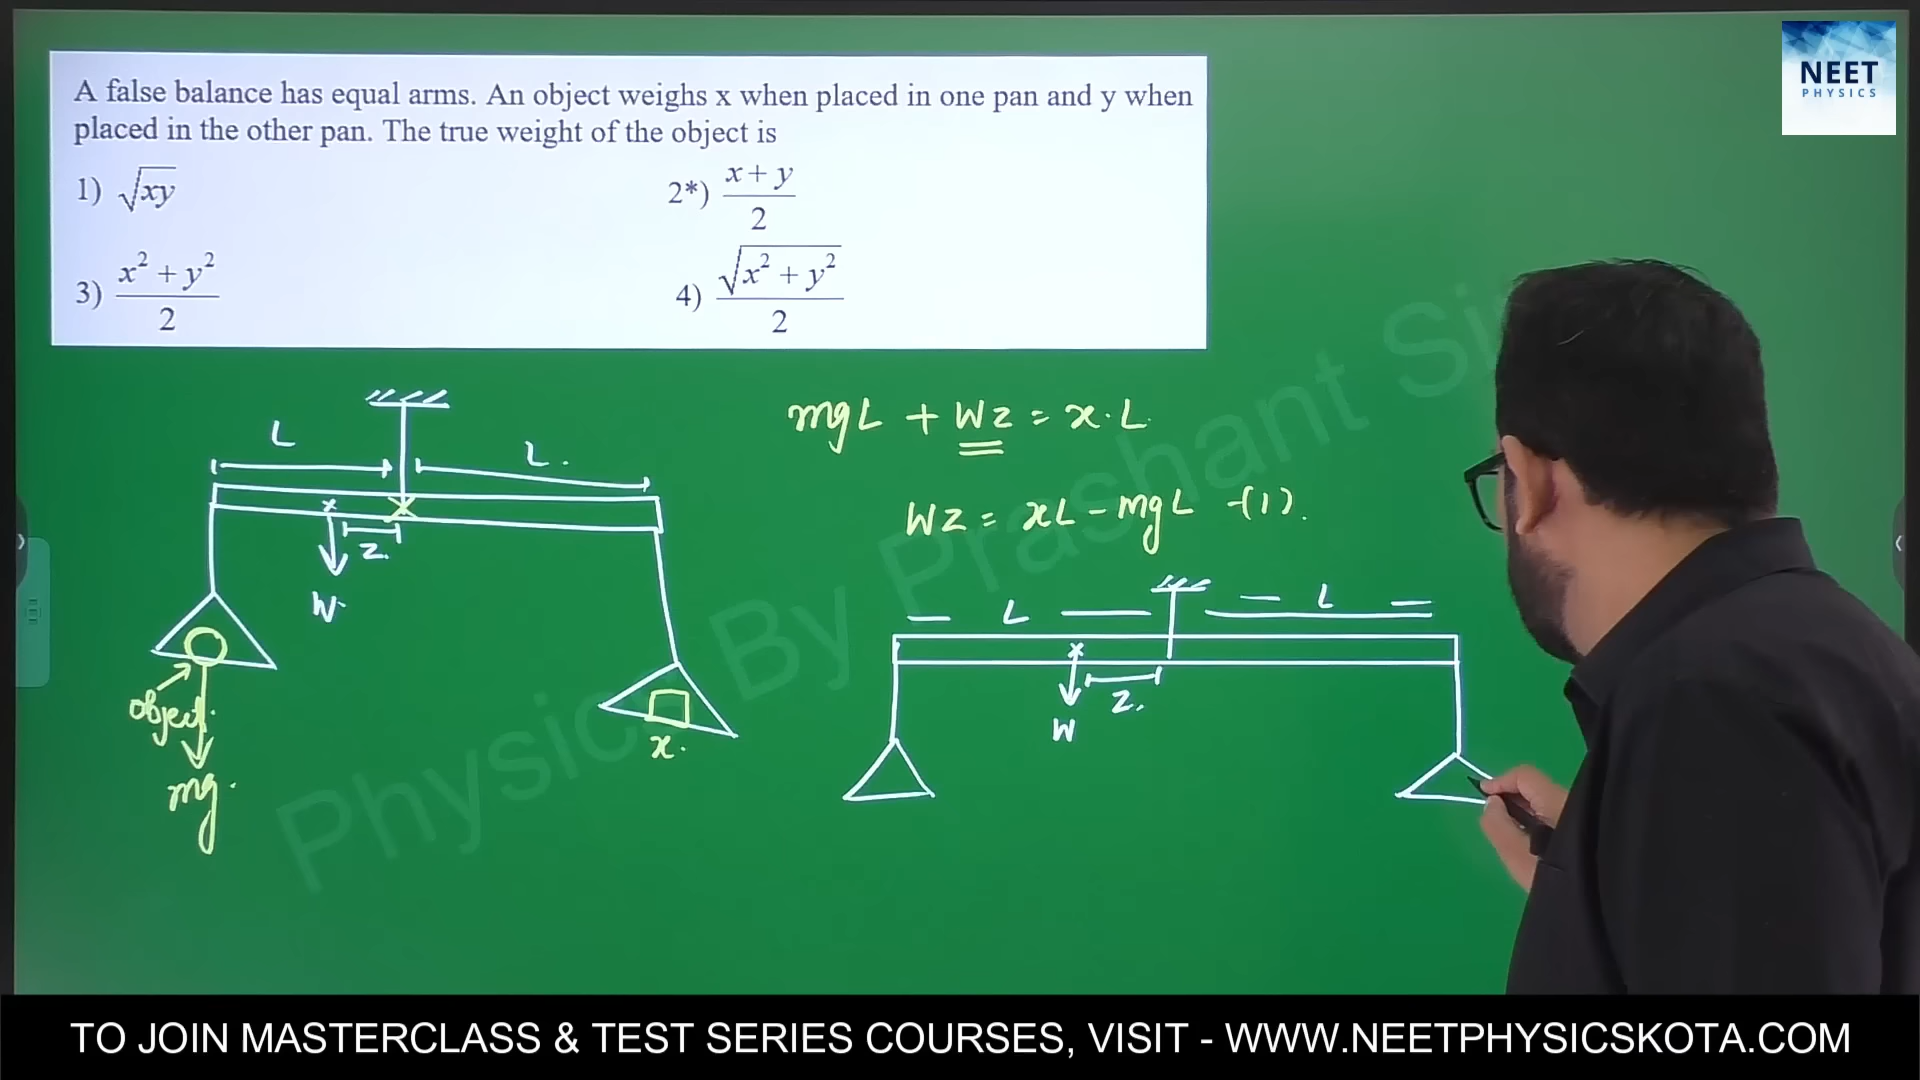 NEET
PHYSICS
A false balance has equal arms. An object weighs x when placed in one pan and y when
placed in the other pan. The true weight of the object is
1) √xy
2*) x + y / 2
3) x² + y² / 2
4) √x² + y² / 2
L
L.
z.
W.
object.
mg.
x.
mgL + Wz = x.L.
Wz = xL - mgL -(1).
L
L
z.
W
Physics By Prashant Si
TO JOIN MASTERCLASS & TEST SERIES COURSES, VISIT - WWW.NEETPHYSICSKOTA.COM